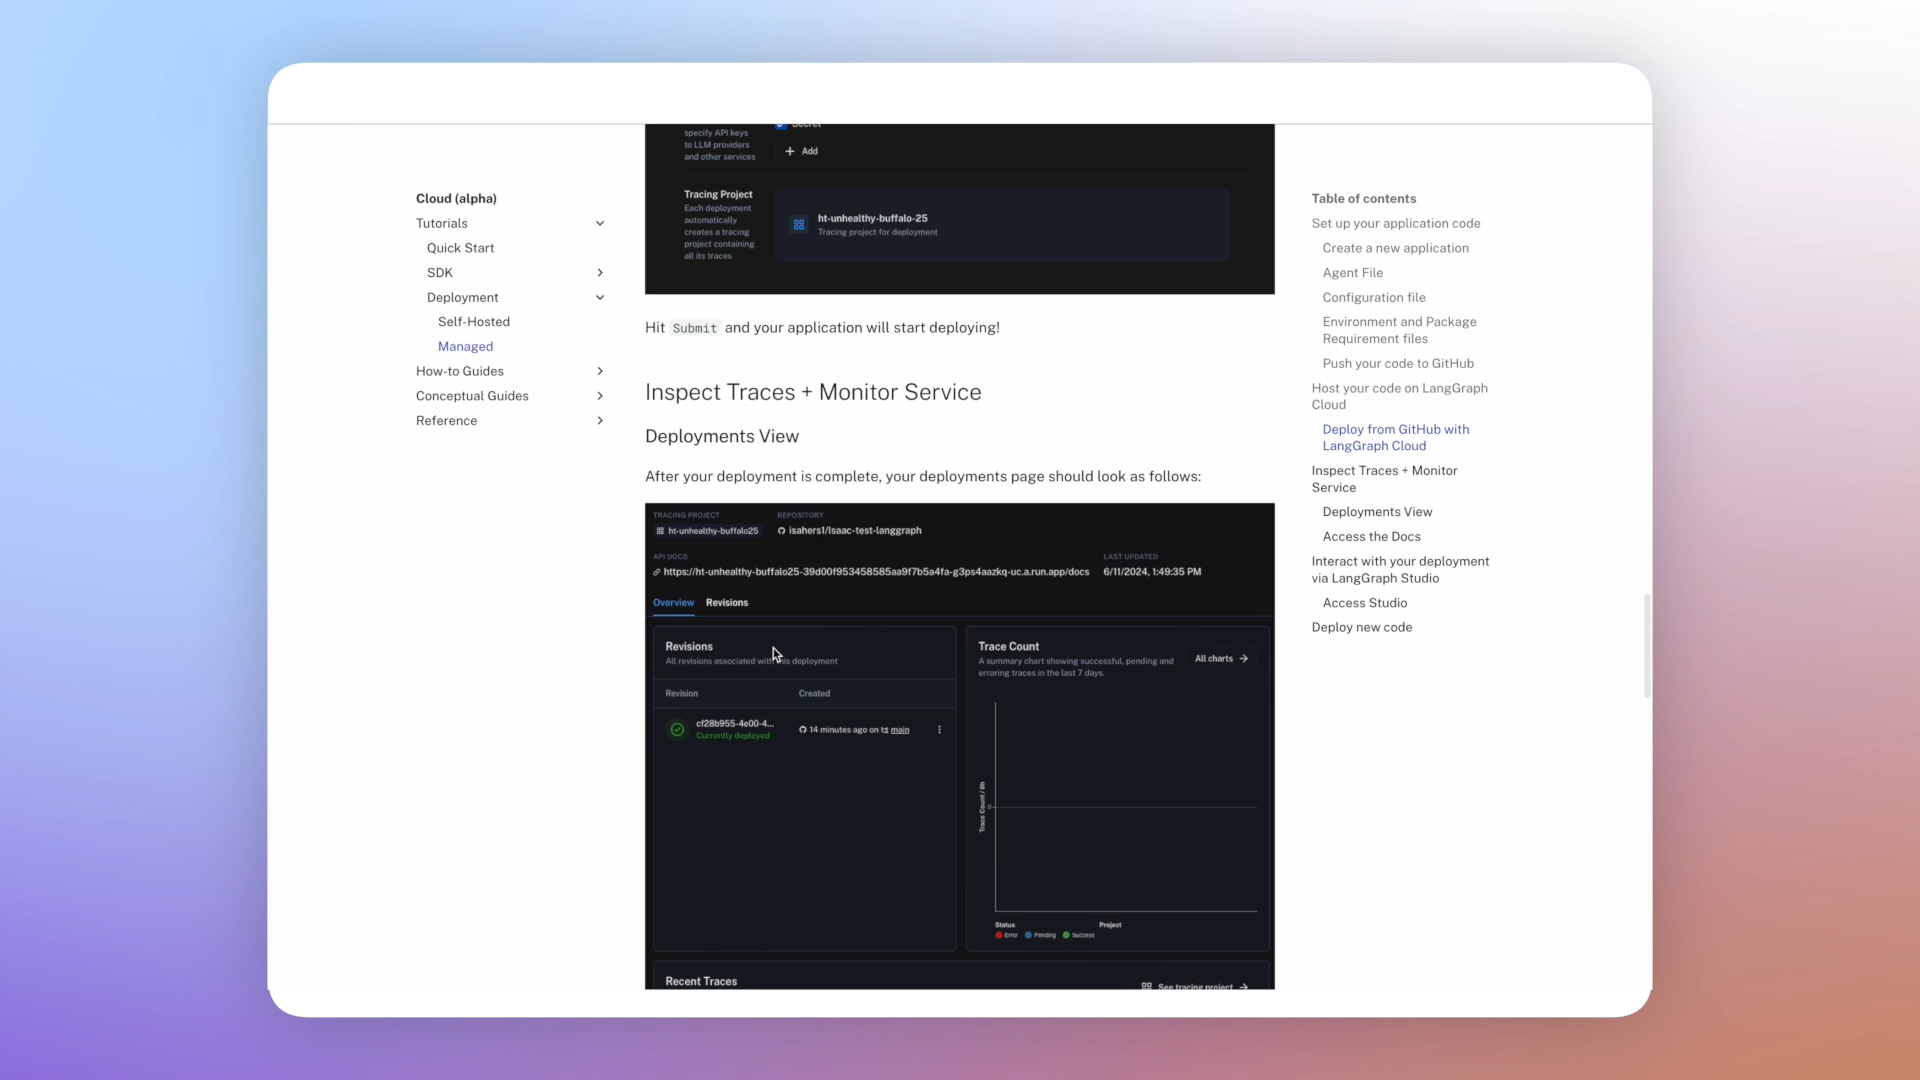 Cloud (alpha)
Tutorials
Quick Start
SDK
Deployment
Self-Hosted
Managed
How-to Guides
Conceptual Guides
Reference
specify API keys
to LLM providers
and other services
Secret
+ Add
Tracing Project
Each deployment
automatically
creates a tracing
project containing
all its traces
ht-unhealthy-buffalo-25
Tracing project for deployment
Hit Submit and your application will start deploying!
Inspect Traces + Monitor Service
Deployments View
After your deployment is complete, your deployments page should look as follows:
TRACING PROJECT
ht-unhealthy-buffalo25
REPOSITORY
isahers1/Isaac-test-langgraph
API DOCS
https://ht-unhealthy-buffalo25-39d00f953458585aa9f7b5a4fa-g3ps4aazkq-uc.a.run.app/docs
LAST UPDATED
6/11/2024, 1:49:35 PM
Overview Revisions
Revisions
All revisions associated with this deployment
Revision Created
cf28b955-4e00-4...
Currently deployed
14 minutes ago on main
Trace Count
A summary chart showing successful, pending and
erroring traces in the last 7 days.
All charts →
Trace Count / 8h
0
Status
Error Pending Success
Project
Recent Traces
See tracing project →
Table of contents
Set up your application code
Create a new application
Agent File
Configuration file
Environment and Package
Requirement files
Push your code to GitHub
Host your code on LangGraph
Cloud
Deploy from GitHub with
LangGraph Cloud
Inspect Traces + Monitor
Service
Deployments View
Access the Docs
Interact with your deployment
via LangGraph Studio
Access Studio
Deploy new code